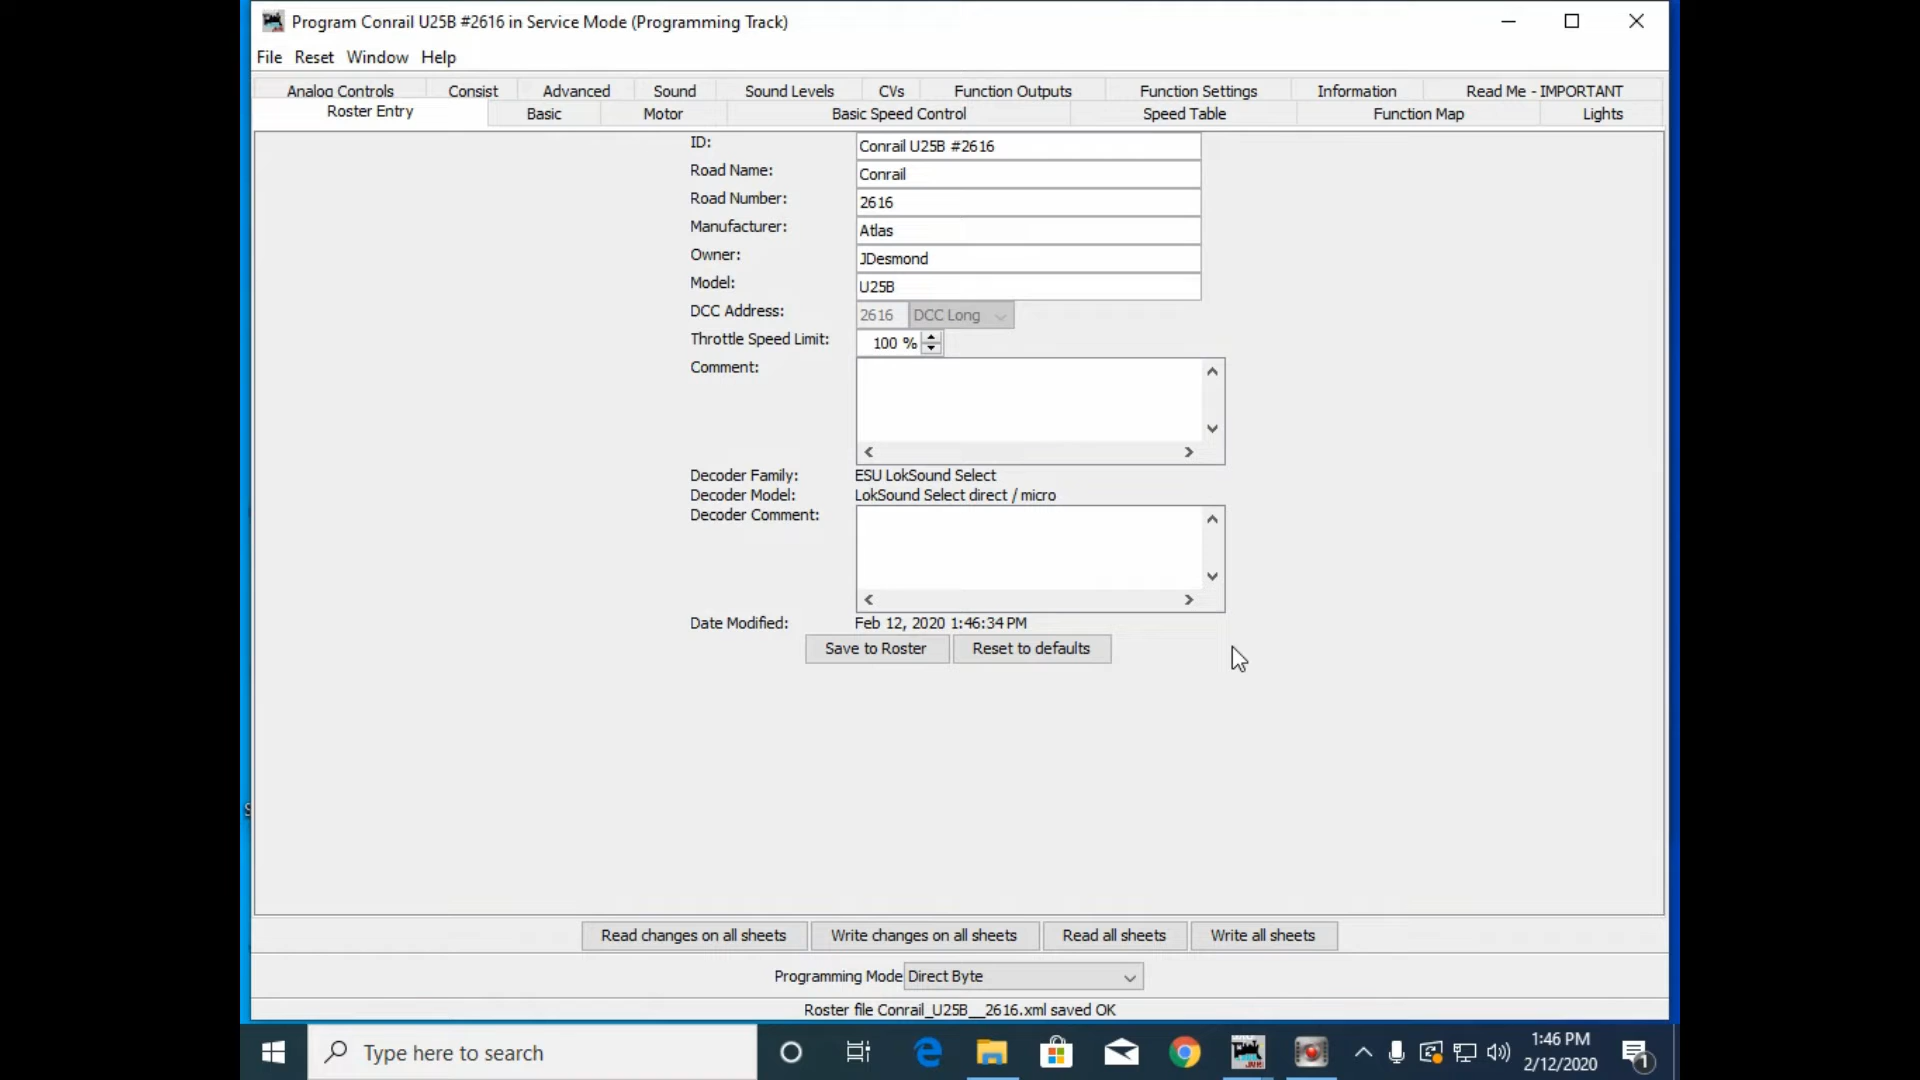 Program Conrail U25B #2616 in Service Mode (Programming Track)
File Reset Window Help
Analog Controls Consist Advanced Sound Sound Levels CVs Function Outputs Function Settings Information Read Me - IMPORTANT
Roster Entry Basic Motor Basic Speed Control Speed Table Function Map Lights
ID: Conrail U25B #2616
Road Name: Conrail
Road Number: 2616
Manufacturer: Atlas
Owner: JDesmond
Model: U25B
DCC Address: 2616 DCC Long
Throttle Speed Limit: 100 %
Comment:
Decoder Family: ESU LokSound Select
Decoder Model: LokSound Select direct / micro
Decoder Comment:
Date Modified: Feb 12, 2020 1:46:34 PM
Save to Roster Reset to defaults
Read changes on all sheets Write changes on all sheets Read all sheets Write all sheets
Programming Mode Direct Byte
Roster file Conrail_U25B__2616.xml saved OK
Type here to search
1:46 PM
2/12/2020
1